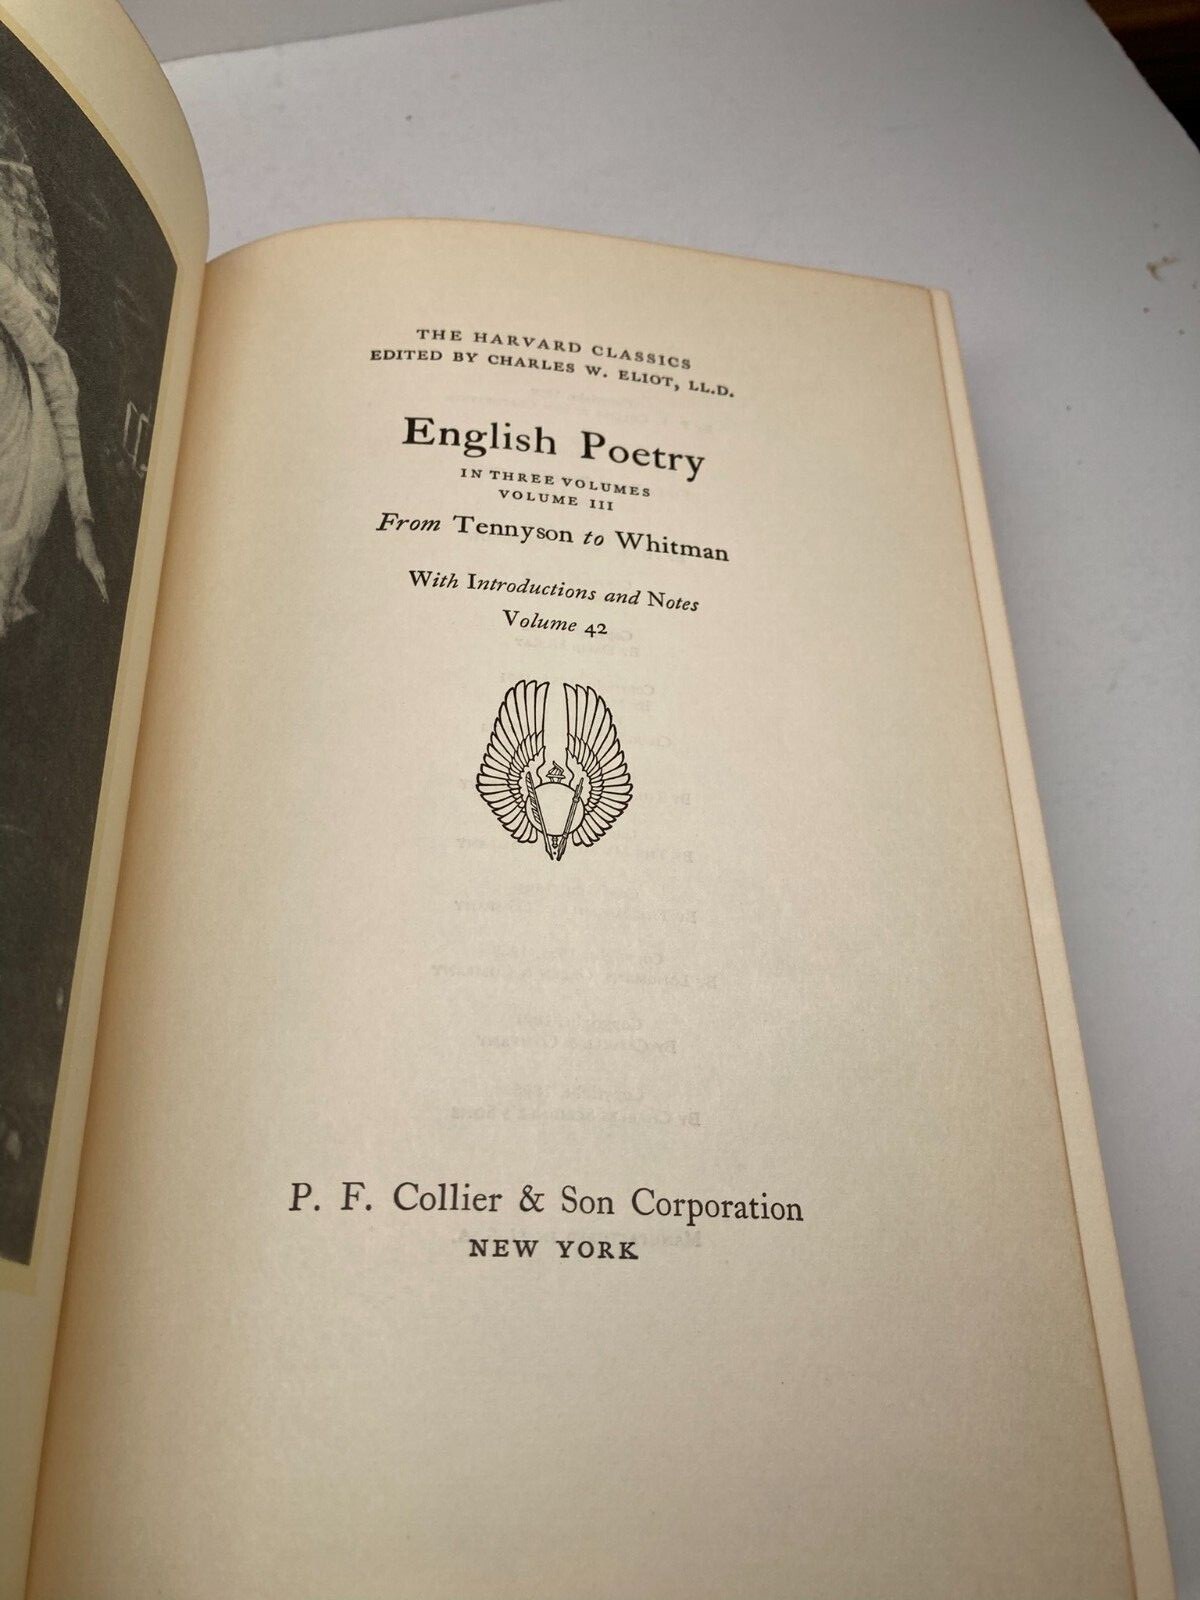 THE HARVARD CLASSICS
EDITED BY CHARLES W. ELIOT, LL.D.
English Poetry
IN THREE VOLUMES
VOLUME III
From Tennyson to Whitman
With Introductions and Notes
Volume 42
P. F. Collier & Son Corporation
NEW YORK